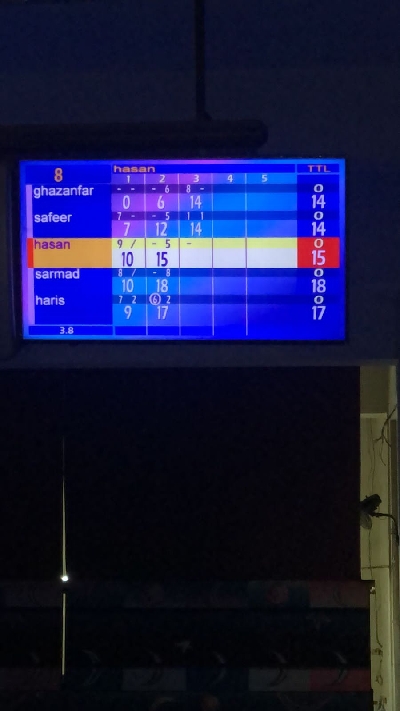 8 hasan TTL
1 2 3 4 5
ghazanfar - - - 6 8 - 0
0 6 14 14
safeer 7 - - 5 1 1 0
7 12 14 14
hasan 9 / - 5 - 0
10 15 15
sarmad 8 / - 8 0
10 18 18
haris 7 2 6 2 0
9 17 17
3.8